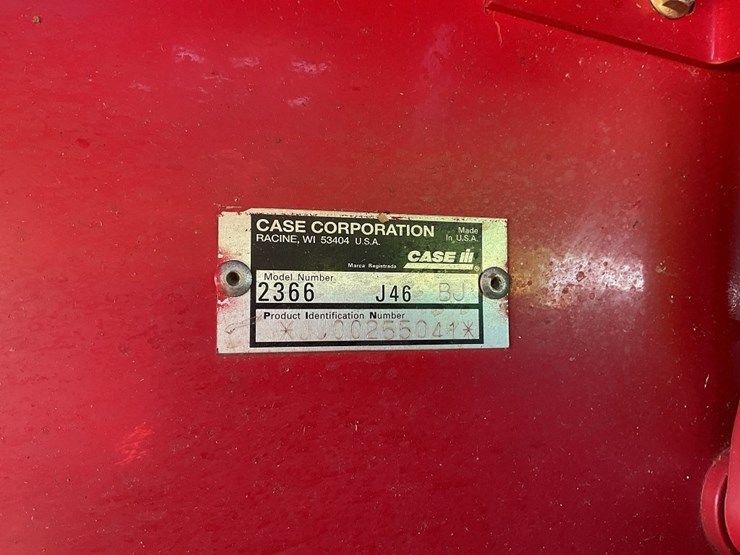 CASE CORPORATION
RACINE, WI 53404 U.S.A.
Made
In U.S.A.
CASE IH
Marca Registrada
®
Model Number
2366 J46 BJ
Product Identification Number
*JJC0255041*